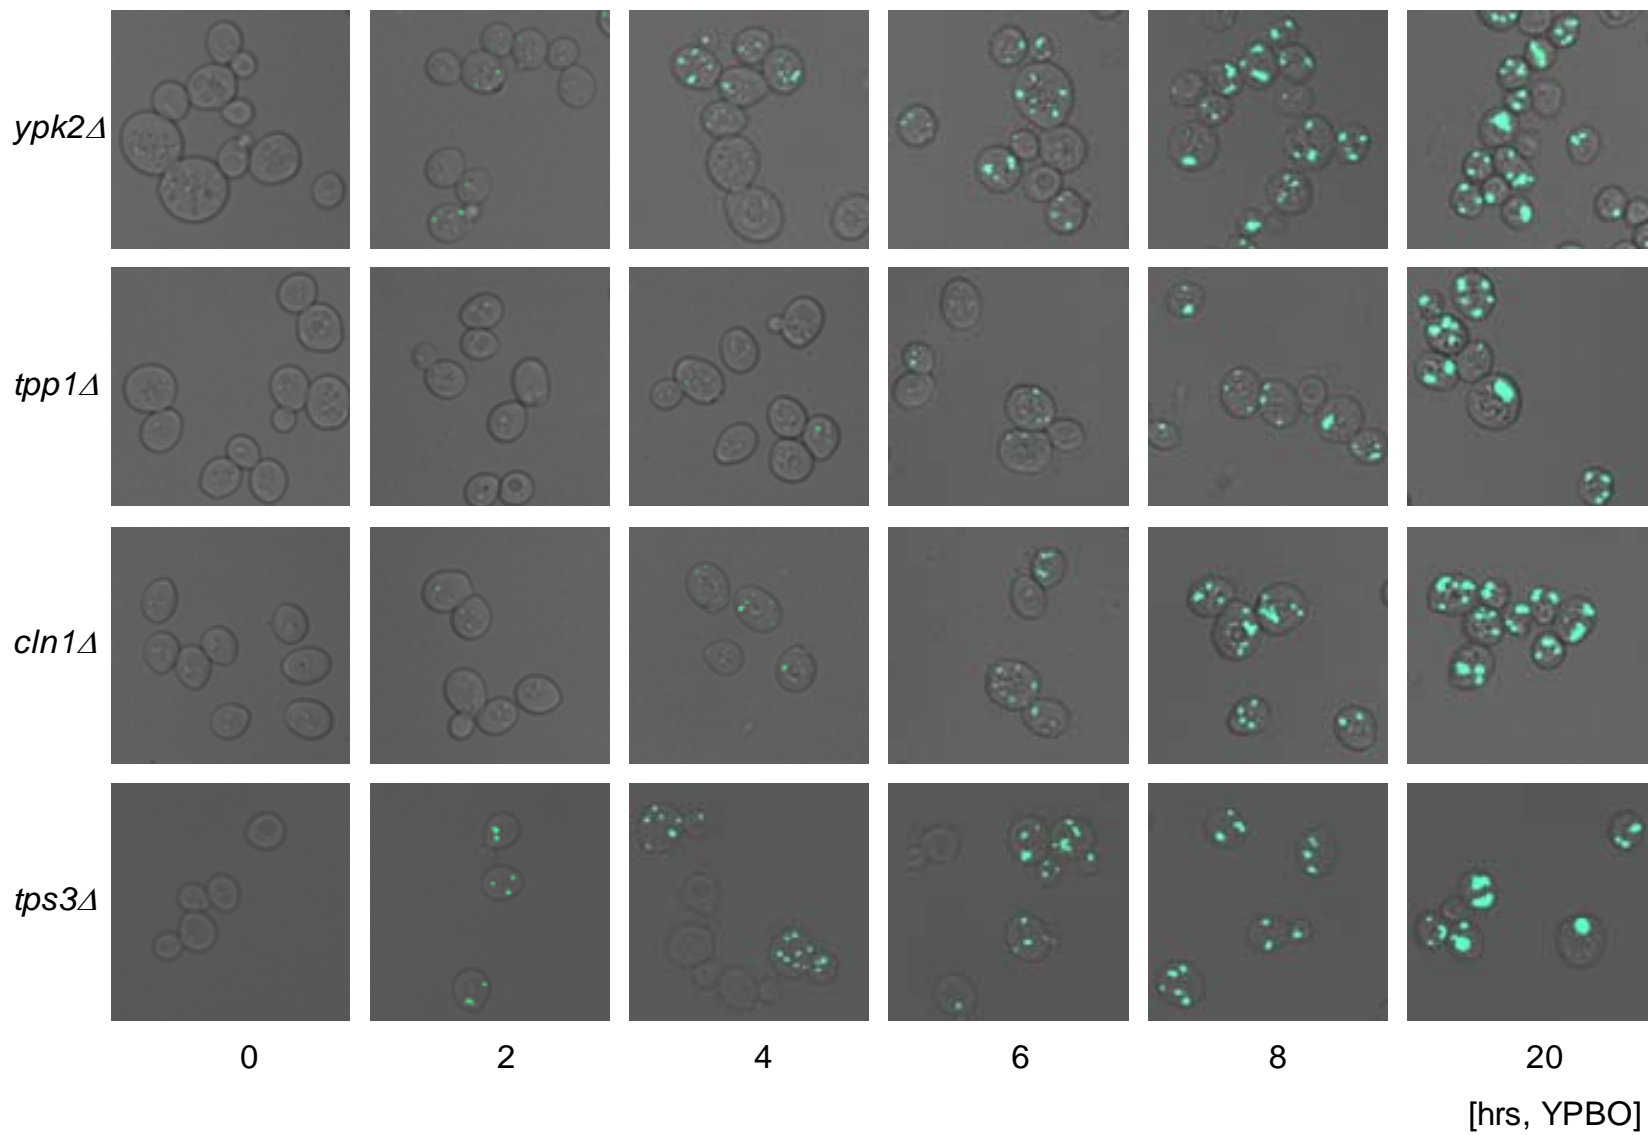 ypk2Δ
tpp1Δ
cln1Δ
tps3Δ
0 2 4 6 8 20
[hrs, YPBO]